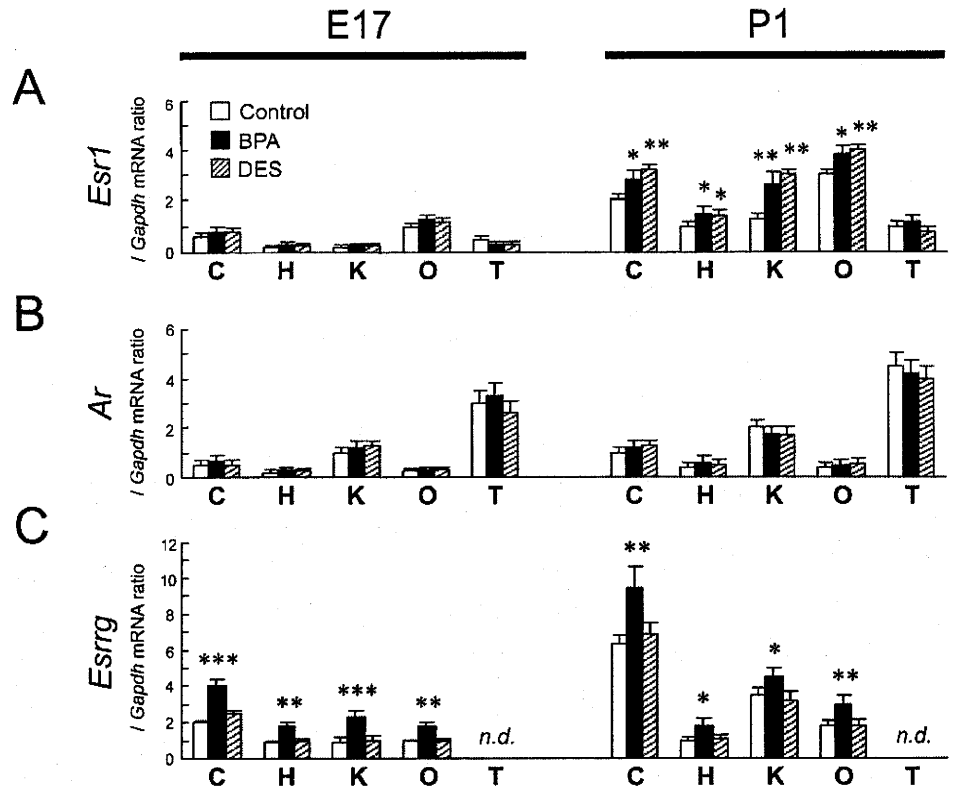 E17 P1
A
Esr1
/ Gapdh mRNA ratio
6
4
2
0
Control
BPA
DES
* ** * * ** ** * **
C H K O T C H K O T
B
Ar
/ Gapdh mRNA ratio
6
4
2
0
C H K O T C H K O T
C
Esrrg
/ Gapdh mRNA ratio
12
10
8
6
4
2
0
*** ** *** ** n.d. ** * * ** n.d.
C H K O T C H K O T